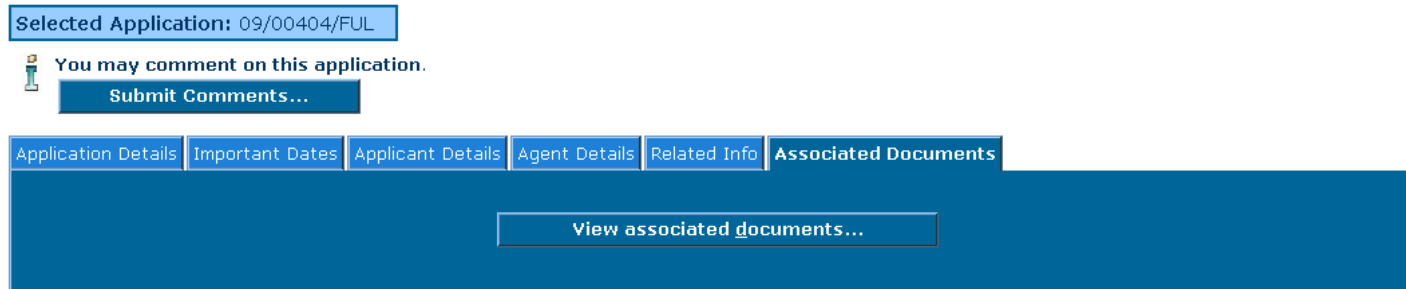 Selected Application: 09/00404/FUL
You may comment on this application.
Submit Comments...
Application Details Important Dates Applicant Details Agent Details Related Info Associated Documents
View associated documents...